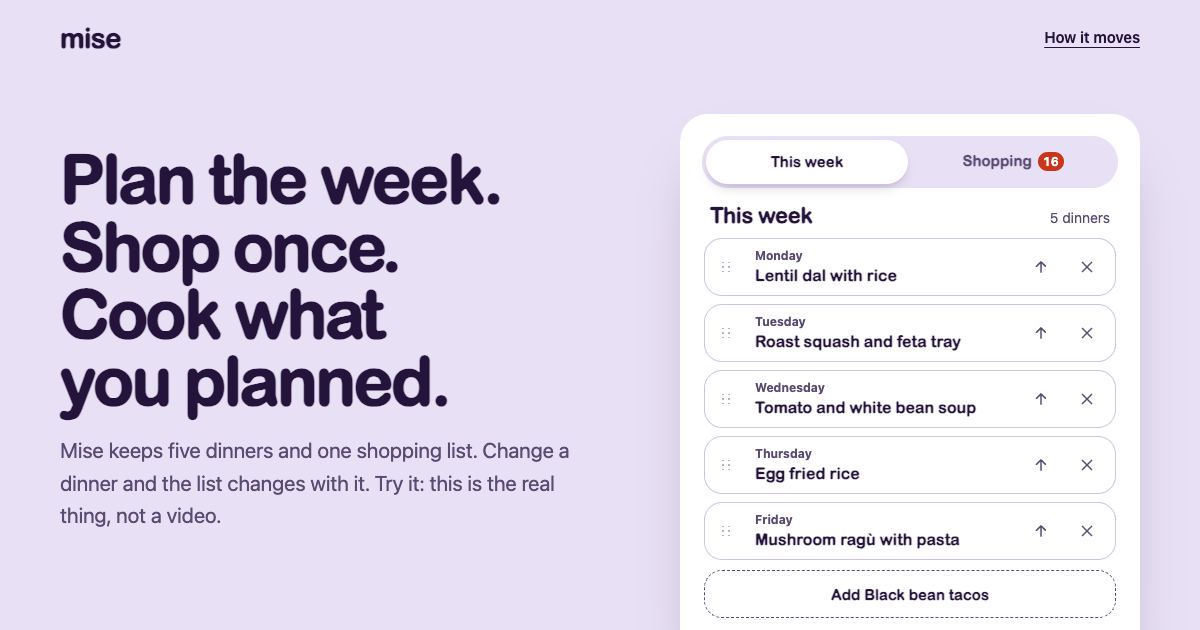 mise
How it moves
Plan the week.
Shop once.
Cook what
you planned.
Mise keeps five dinners and one shopping list. Change a
dinner and the list changes with it. Try it: this is the real
thing, not a video.
This week
Shopping 16
This week
5 dinners
Monday
Lentil dal with rice
Tuesday
Roast squash and feta tray
Wednesday
Tomato and white bean soup
Thursday
Egg fried rice
Friday
Mushroom ragù with pasta
Add Black bean tacos